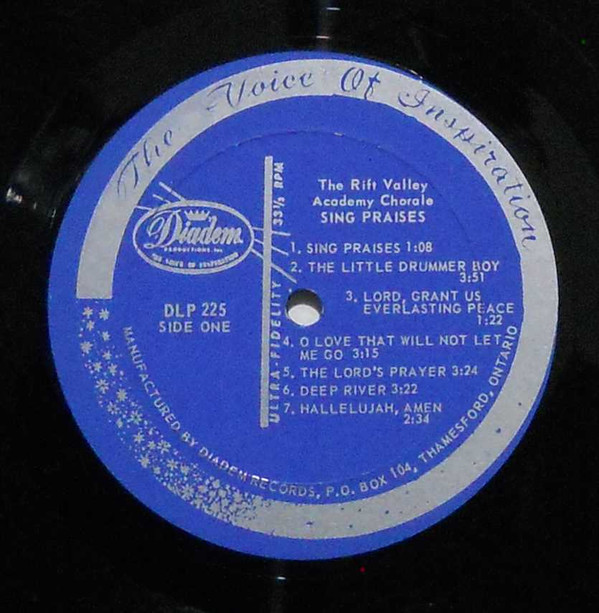 The Voice Of Inspiration
Diadem
PRODUCTIONS, Inc.
THE VOICE OF INSPIRATION
DLP 225
SIDE ONE
ULTRA-FIDELITY 33⅓ RPM
The Rift Valley
Academy Chorale
SING PRAISES
1. SING PRAISES 1:08
2. THE LITTLE DRUMMER BOY
3:51
3. LORD, GRANT US
EVERLASTING PEACE
1:22
4. O LOVE THAT WILL NOT LET
ME GO 3:15
5. THE LORD'S PRAYER 3:24
6. DEEP RIVER 3:22
7. HALLELUJAH, AMEN
2:34
MANUFACTURED BY DIADEM RECORDS, P.O. BOX 104, THAMESFORD, ONTARIO